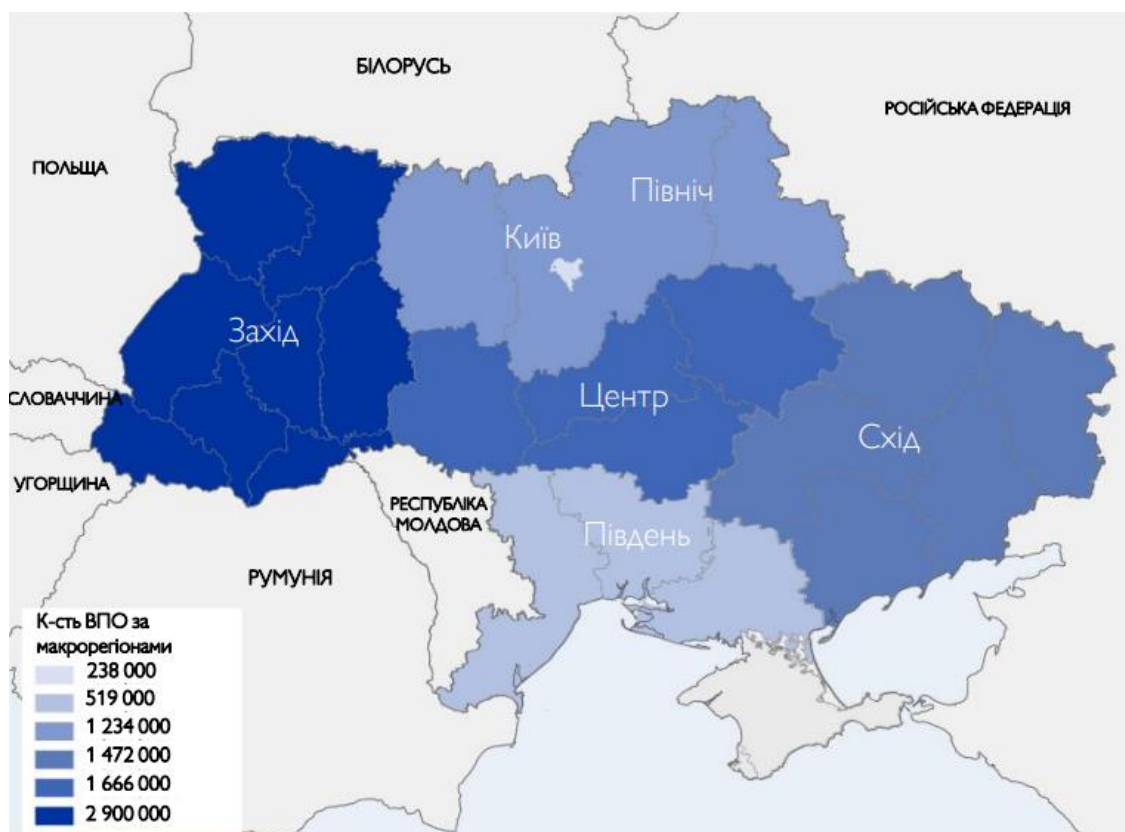 БІЛОРУСЬ
РОСІЙСЬКА ФЕДЕРАЦІЯ
ПОЛЬЩА
Північ
Київ
Захід
СЛОВАЧЧИНА
Центр
Схід
УГОРЩИНА
РЕСПУБЛІКА
МОЛДОВА
Південь
РУМУНІЯ
К-сть ВПО за
макрорегіонами
238 000
519 000
1 234 000
1 472 000
1 666 000
2 900 000